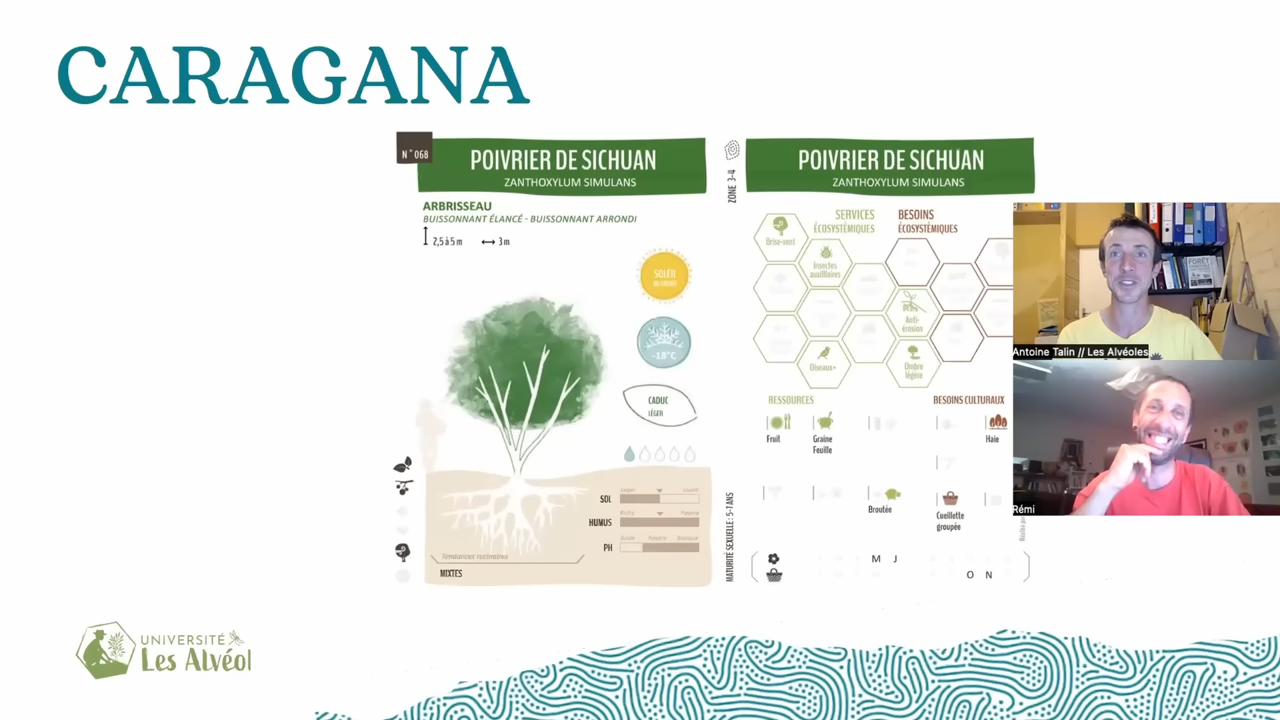 CARAGANA
N°068
POIVRIER DE SICHUAN
ZANTHOXYLUM SIMULANS
ARBRISSEAU
BUISSONNANT ÉLANCÉ - BUISSONNANT ARRONDI
2,5 à 5 m
3 m
SOLEIL
-18°C
CADUC
LÉGER
SOL
HUMUS
PH
Tendances racinaires
MIXTES
ZONE 3-4
MATURITÉ SEXUELLE : 5-7 ANS
POIVRIER DE SICHUAN
ZANTHOXYLUM SIMULANS
SERVICES
ÉCOSYSTÉMIQUES
BESOINS
ÉCOSYSTÉMIQUES
Brise-vent
Insectes
auxiliaires
Anti-
érosion
Oiseaux+
Ombre
légère
RESSOURCES
BESOINS CULTURAUX
Fruit
Graine
Feuille
Haie
Broutée
Cueillette
groupée
M J
O N
FORÊT
Antoine Talin // Les Alvéoles
Rémi
UNIVERSITÉ
Les Alvéol